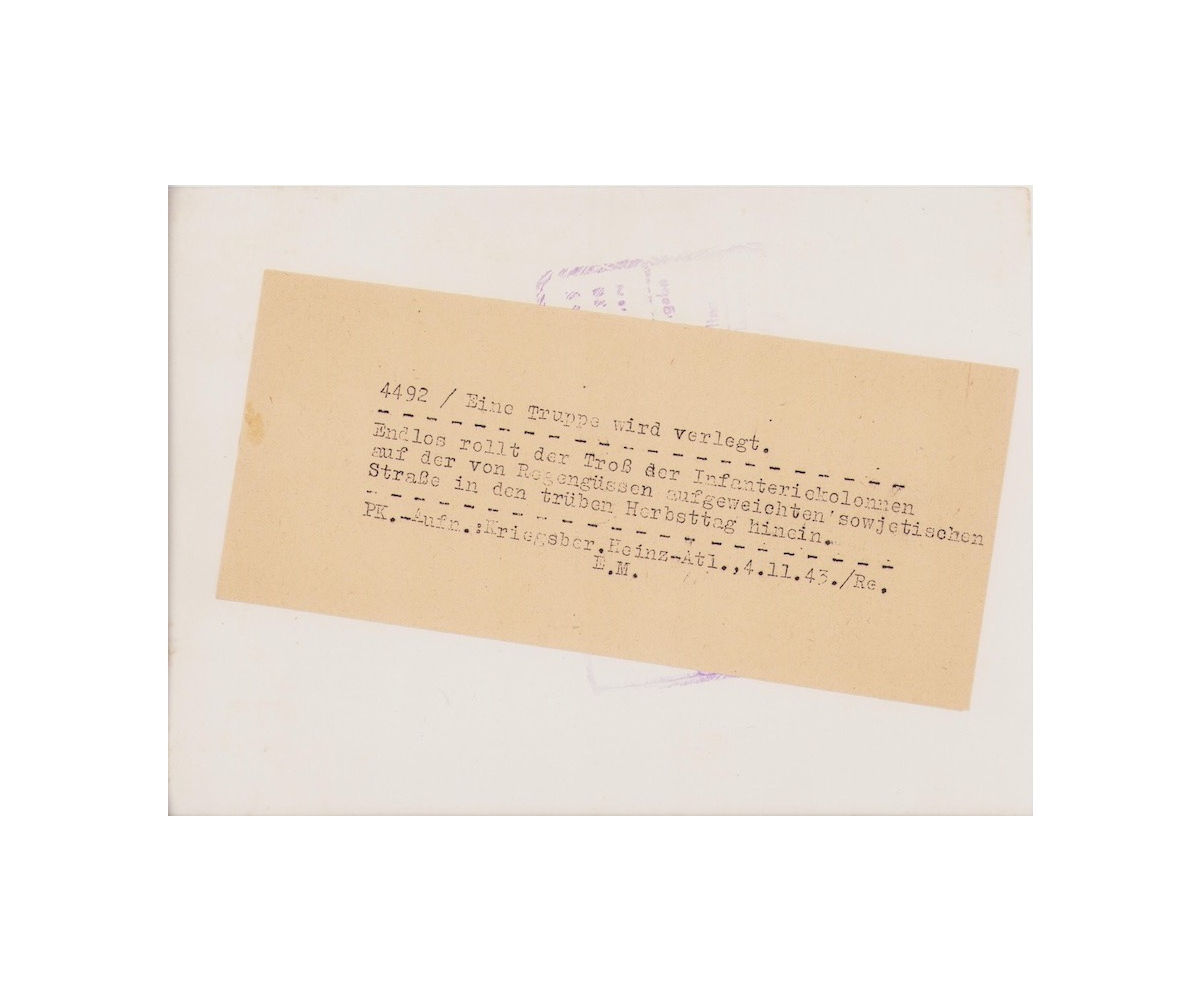 4492 / Eine Truppe wird verlegt.
Endlos rollt der Troß der Infanteriekolonnen
auf der von Regengüssen aufgeweichten sowjetischen
Straße in den trüben Herbsttag hinein.
PK.-Aufn.:Kriegsber.Heinz-Atl.,4.11.43./Re.
E.M.